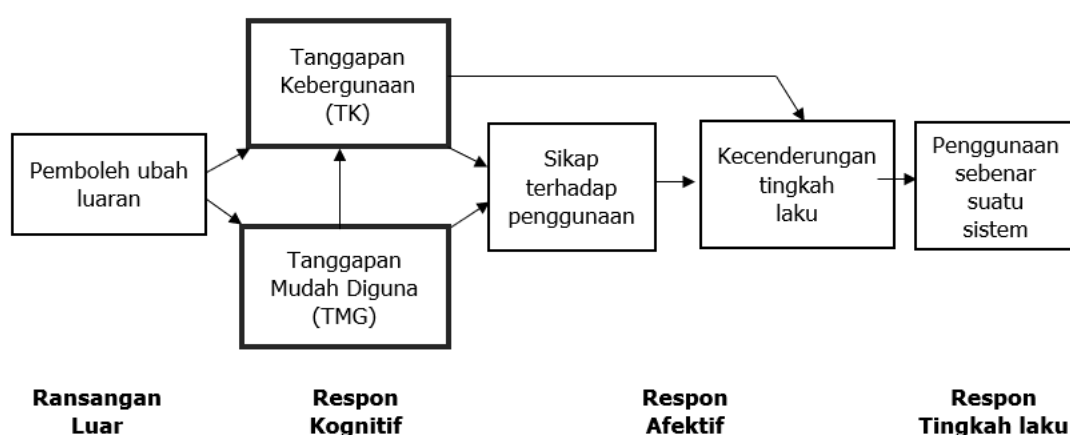 Tanggapan
Kebergunaan
(TK)
Pemboleh ubah
luaran
Tanggapan
Mudah Diguna
(TMG)
Sikap
terhadap
penggunaan
Kecenderungan
tingkah
laku
Penggunaan
sebenar
suatu
sistem
Ransangan
Luar
Respon
Kognitif
Respon
Afektif
Respon
Tingkah laku